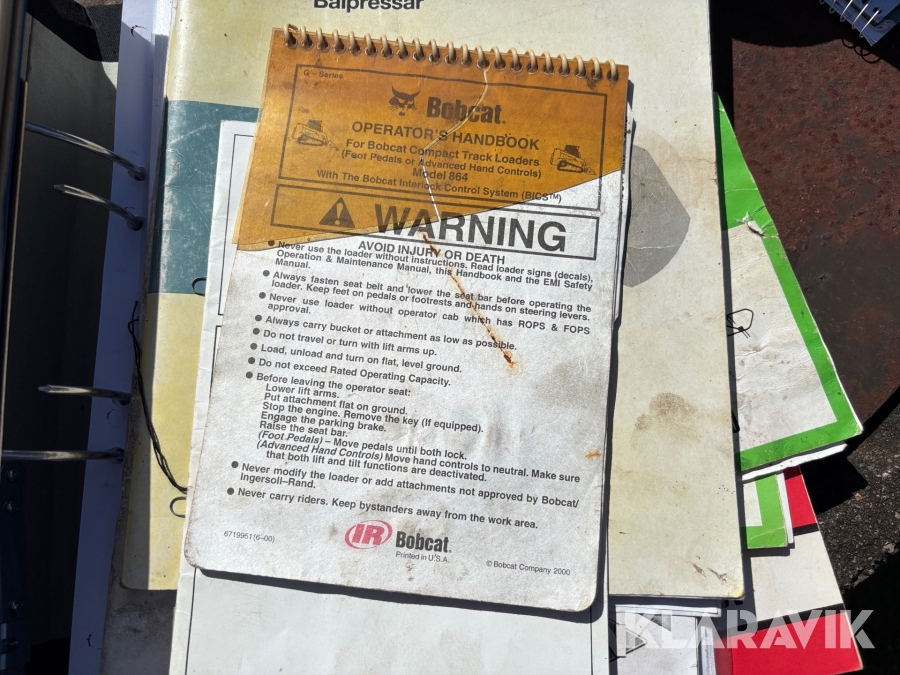 Balpressar
G - Series
Bobcat.
OPERATOR'S HANDBOOK
For Bobcat Compact Track Loaders
(Foot Pedals or Advanced Hand Controls)
Model 864
With The Bobcat Interlock Control System (BICS™)
WARNING
AVOID INJURY OR DEATH
● Never use the loader without instructions. Read loader signs (decals),
Operation & Maintenance Manual, this Handbook and the EMI Safety
Manual.
● Always fasten seat belt and lower the seat bar before operating the
loader. Keep feet on pedals or footrests and hands on steering levers.
● Never use loader without operator cab which has ROPS & FOPS
approval.
● Always carry bucket or attachment as low as possible.
● Do not travel or turn with lift arms up.
● Load, unload and turn on flat, level ground.
● Do not exceed Rated Operating Capacity.
● Before leaving the operator seat:
Lower lift arms.
Put attachment flat on ground.
Stop the engine. Remove the key (If equipped).
Engage the parking brake.
Raise the seat bar.
(Foot Pedals) – Move pedals until both lock.
(Advanced Hand Controls) Move hand controls to neutral. Make sure
that both lift and tilt functions are deactivated.
● Never modify the loader or add attachments not approved by Bobcat/
Ingersoll–Rand.
● Never carry riders. Keep bystanders away from the work area.
6719951 (6–00)
IR Bobcat.
Printed in U.S.A.
© Bobcat Company 2000
KLARAVIK